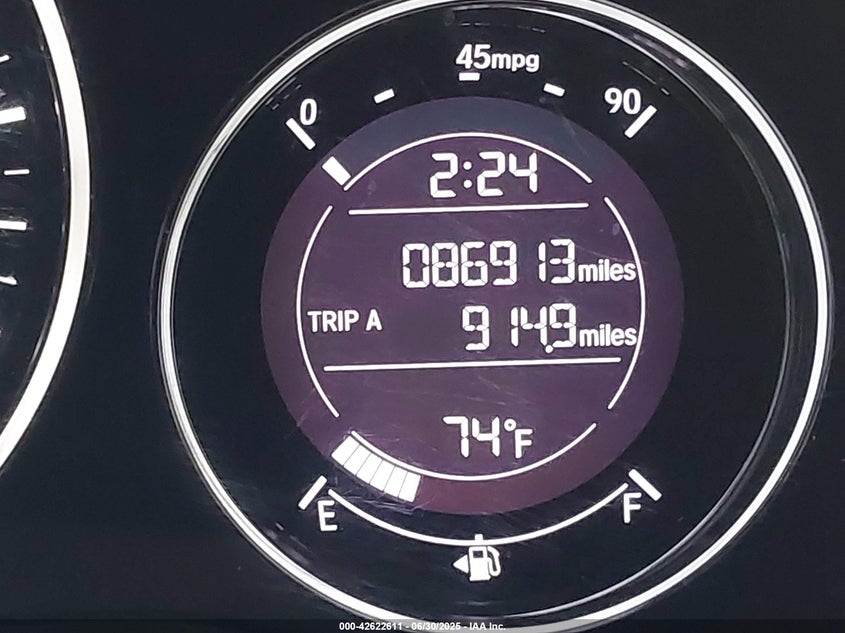 45mpg
0 90
2:24
086913miles
TRIP A 914.9miles
74°F
E F
000-42622611 - 06/30/2025 - IAA Inc.